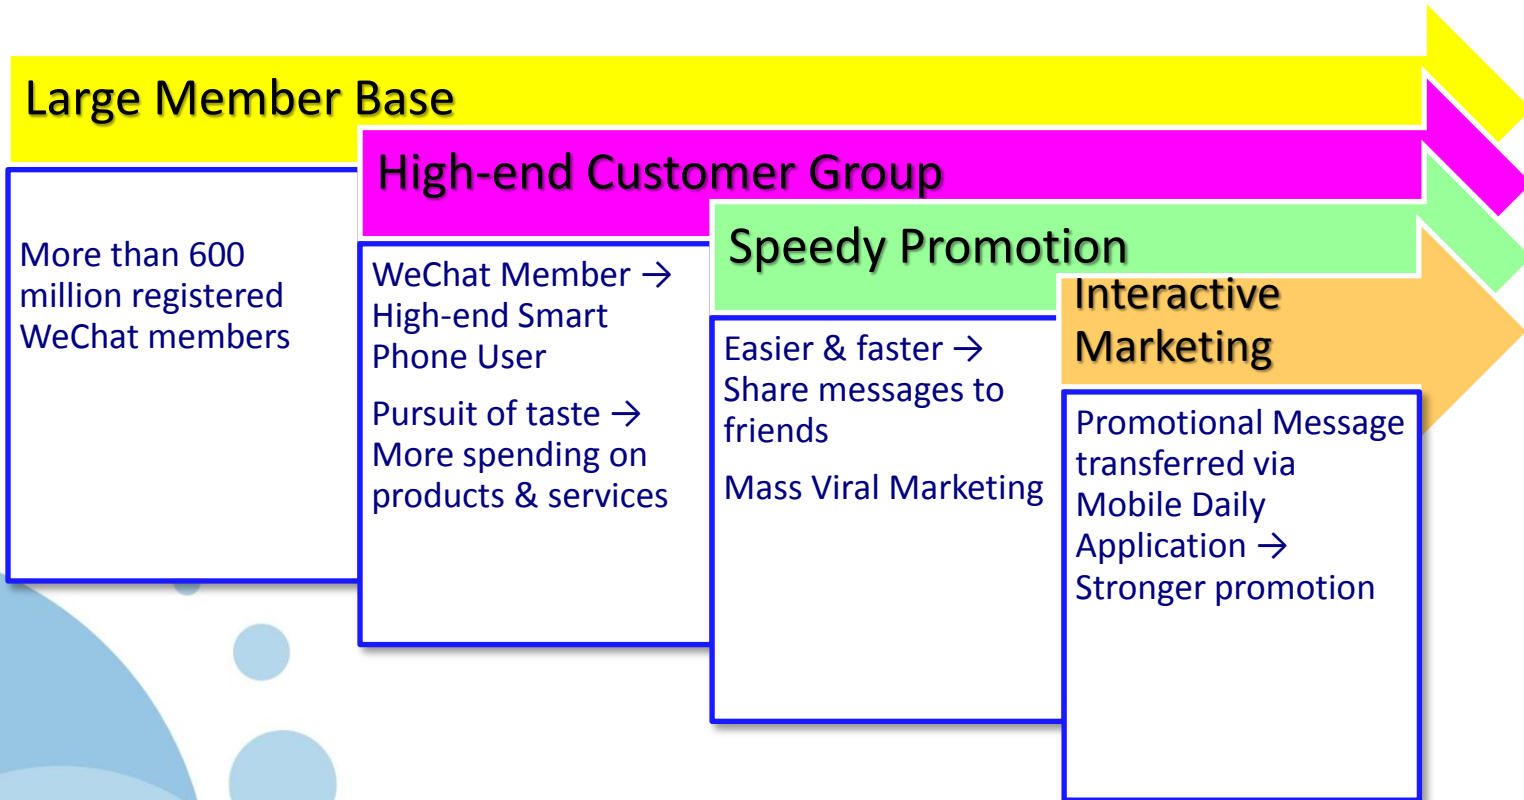 Large Member Base
More than 600
million registered
WeChat members
High-end Customer Group
WeChat Member →
High-end Smart
Phone User
Pursuit of taste →
More spending on
products & services
Speedy Promotion
Easier & faster →
Share messages to
friends
Mass Viral Marketing
Interactive
Marketing
Promotional Message
transferred via
Mobile Daily
Application →
Stronger promotion